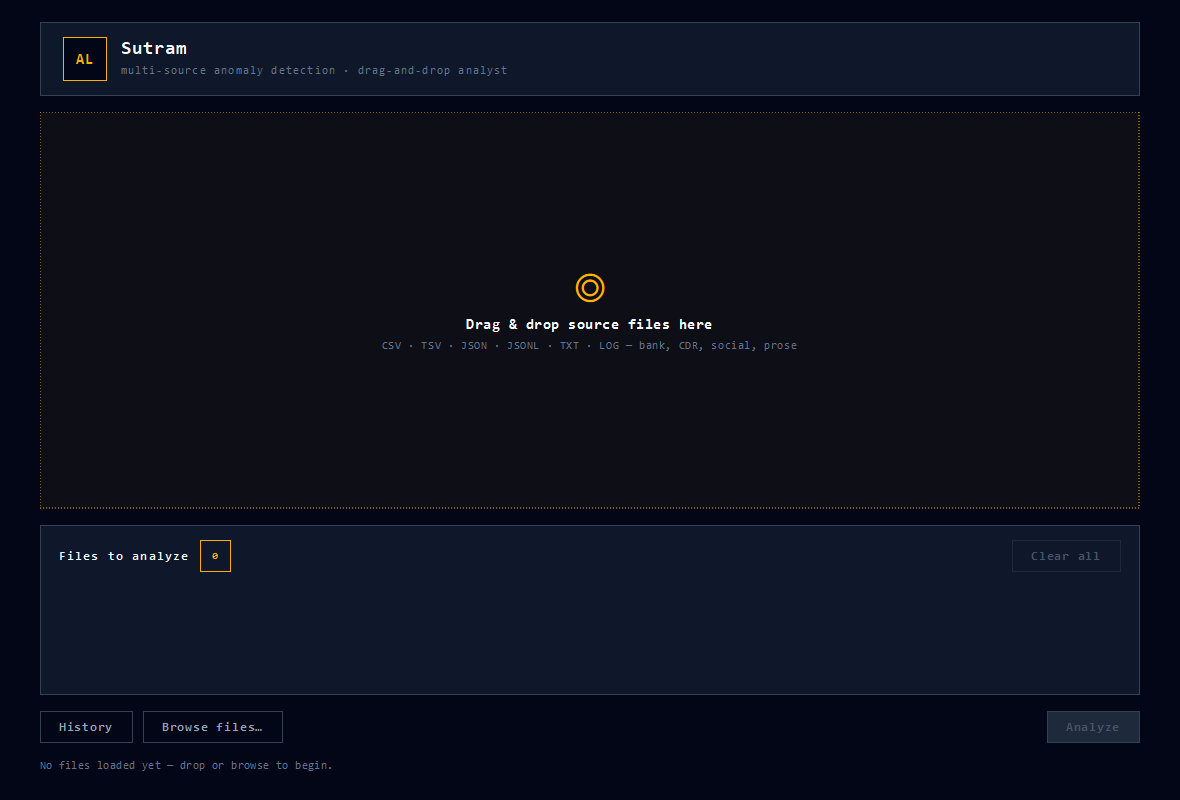 AL
Sutram
multi-source anomaly detection · drag-and-drop analyst
Drag & drop source files here
CSV · TSV · JSON · JSONL · TXT · LOG — bank, CDR, social, prose
Files to analyze 0
Clear all
History
Browse files…
Analyze
No files loaded yet — drop or browse to begin.